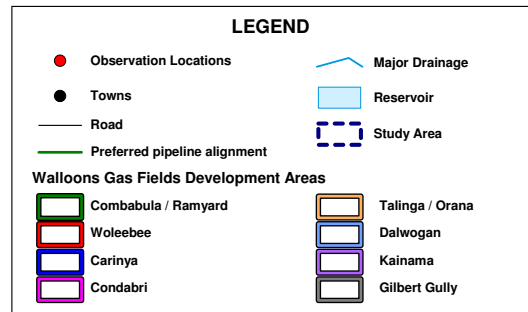 LEGEND
Observation Locations
Towns
Road
Preferred pipeline alignment
Major Drainage
Reservoir
Study Area
Walloons Gas Fields Development Areas
Combabula / Ramyard
Woleebee
Carinya
Condabri
Talinga / Orana
Dalwogan
Kainama
Gilbert Gully